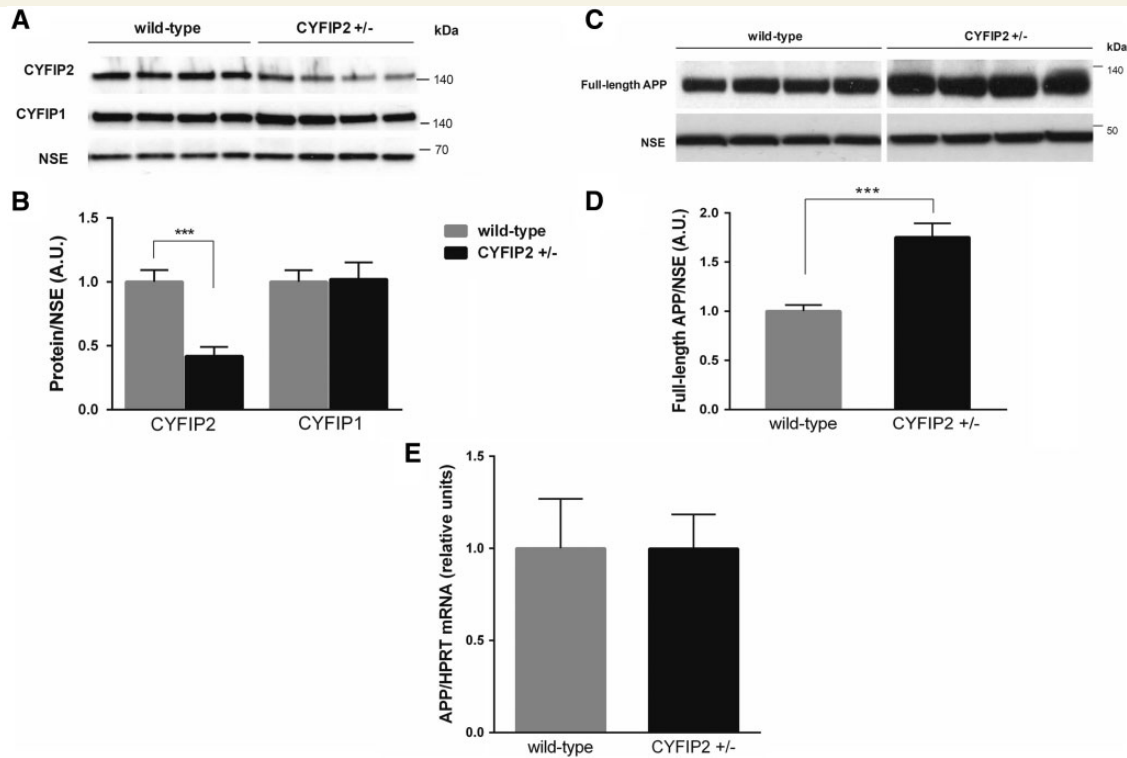 A
wild-type CYFIP2 +/- kDa
CYFIP2
140
CYFIP1
140
70
NSE
B
Protein/NSE (A.U.)
1.5
1.0
0.5
0.0
***
CYFIP2 CYFIP1
wild-type
CYFIP2 +/-
C
wild-type CYFIP2 +/-
kDa
140
Full-length APP
50
NSE
D
Full-length APP/NSE (A.U.)
2.0
1.5
1.0
0.5
0.0
***
wild-type CYFIP2 +/-
E
APP/HPRT mRNA (relative units)
1.5
1.0
0.5
0.0
wild-type CYFIP2 +/-